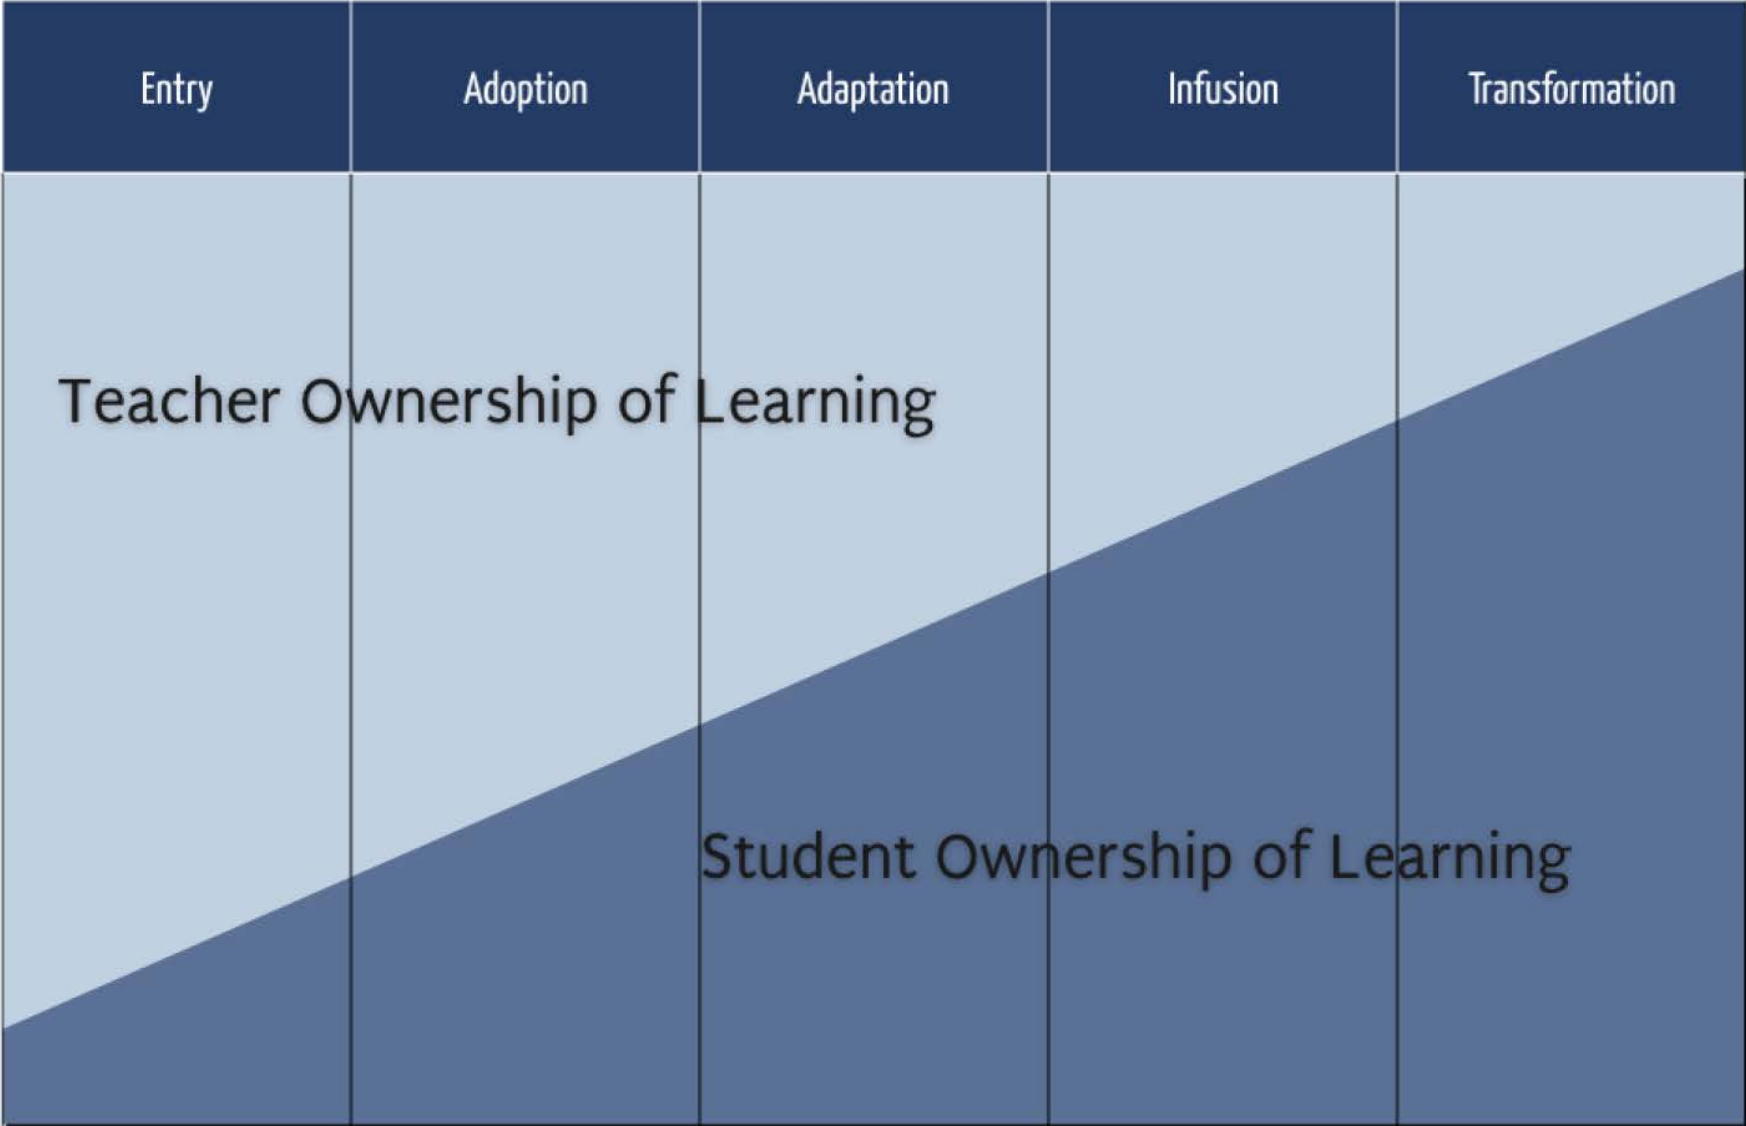 Entry Adoption Adaptation Infusion Transformation
Teacher Ownership of Learning
Student Ownership of Learning